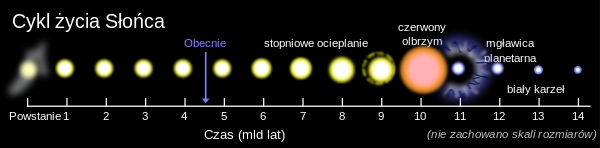 Cykl życia Słońca
Obecnie
stopniowe ocieplanie
czerwony
olbrzym
mgławica
planetarna
biały karzeł
Powstanie 1 2 3 4 5 6 7 8 9 10 11 12 13 14
Czas (mld lat)
(nie zachowano skali rozmiarów)